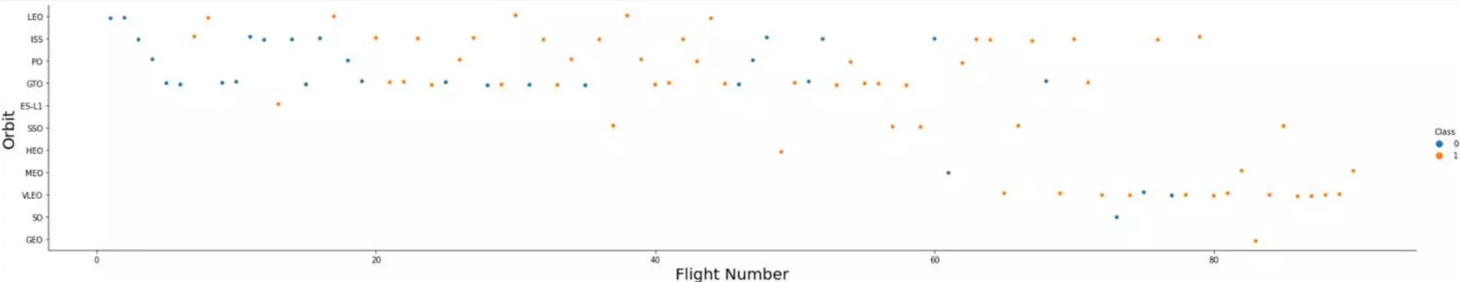 LEO
ISS
PO
GTO
ES-L1
SSO
HEO
MEO
VLEO
SO
GEO
Orbit
0 20 40 60 80
Flight Number
Class
0
1